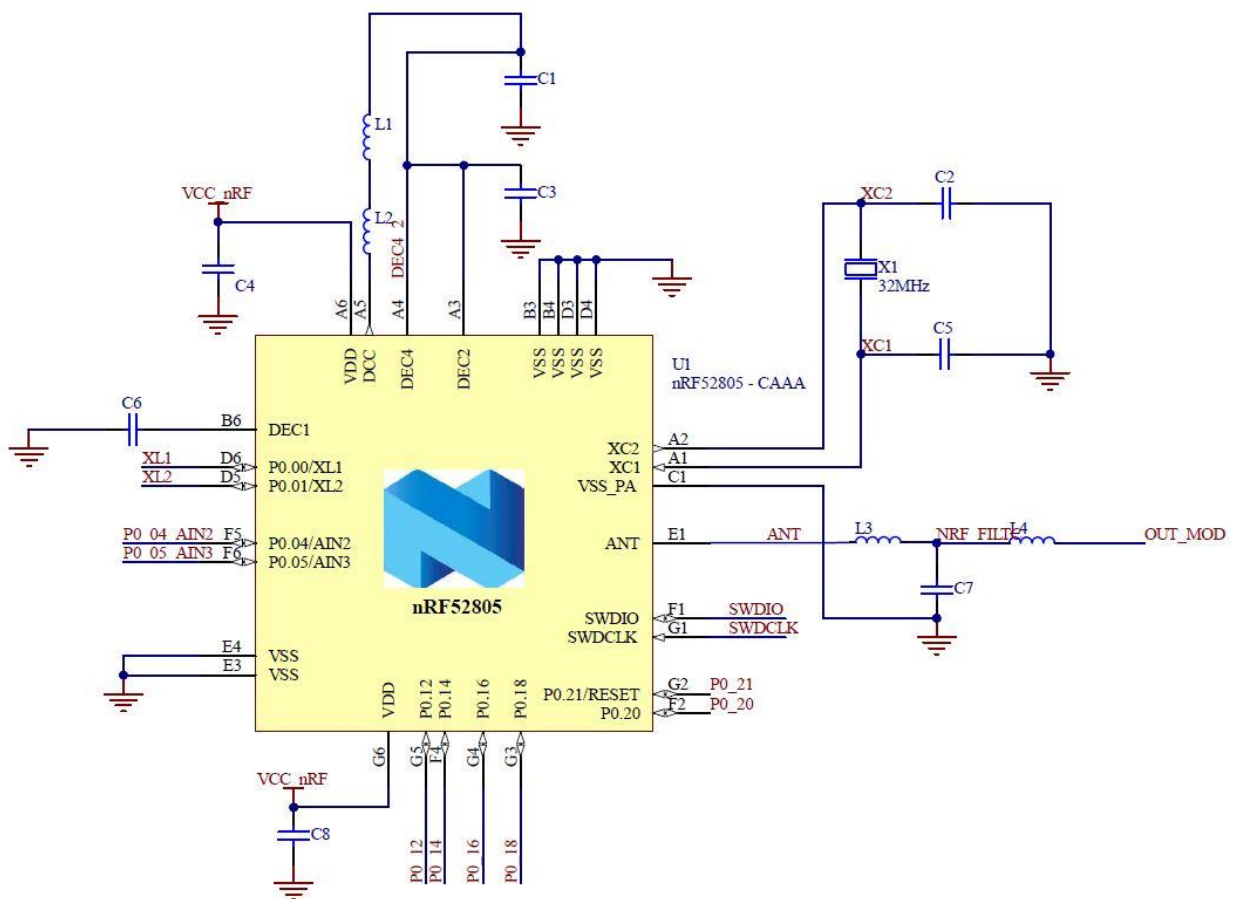 C1
L1
C3
VCC_nRF
L2
DEC4_2
C4
A6
A5
A4
A3
B3
B4
D3
D4
VDD
DCC
DEC4
DEC2
VSS
VSS
VSS
VSS
XC2
C2
X1
32MHz
XC1
C5
U1
nRF52805 - CAAA
C6
B6
DEC1
XL1
D6
P0.00/XL1
XL2
D5
P0.01/XL2
P0_04_AIN2
F5
P0.04/AIN2
P0_05_AIN3
F6
P0.05/AIN3
XC2
A2
XC1
A1
VSS_PA
C1
ANT
E1
ANT
L3
NRF_FILTC
L4
OUT_MOD
C7
nRF52805
SWDIO
F1
SWDIO
SWDCLK
G1
SWDCLK
E4
VSS
E3
VSS
P0.21/RESET
G2
P0_21
P0.20
F2
P0_20
VDD
P0.12
P0.14
P0.16
P0.18
G6
G5
F4
G4
G3
VCC_nRF
C8
P0_12
P0_14
P0_16
P0_18